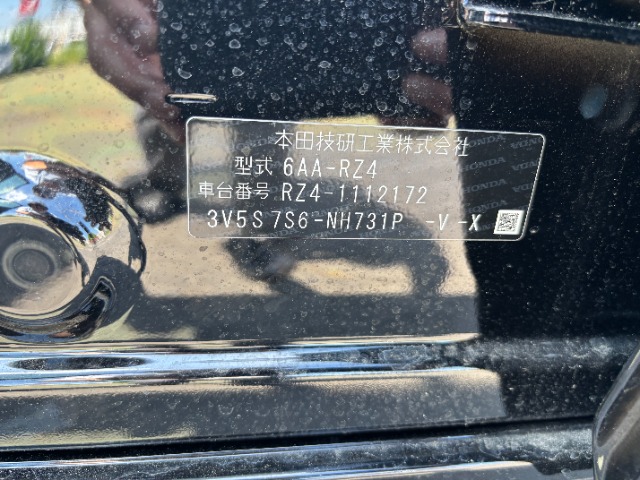 本田技研工業株式会社
型式 6AA-RZ4
車台番号 RZ4-1112172
3V5S 7S6-NH731P -V-X